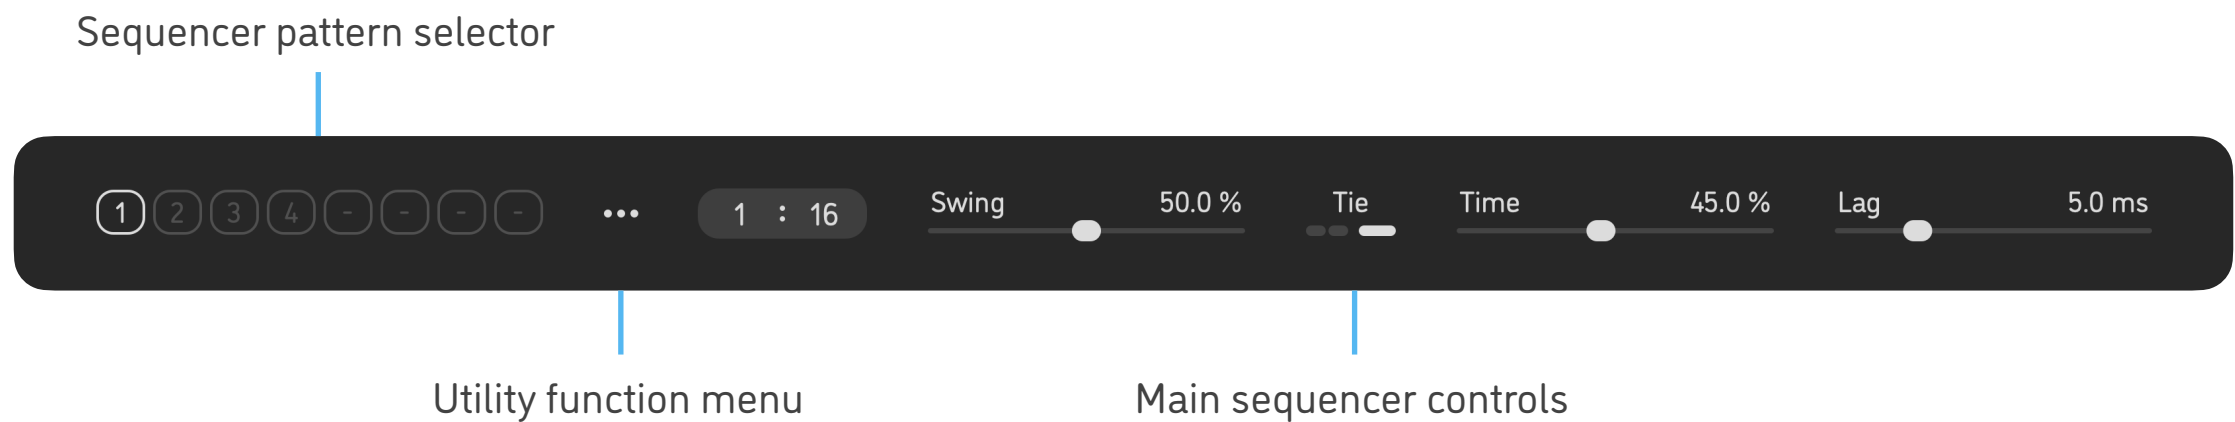 Sequencer pattern selector
1 2 3 4 - - - - ••• 1 : 16 Swing 50.0 % Tie Time 45.0 % Lag 5.0 ms
Utility function menu Main sequencer controls